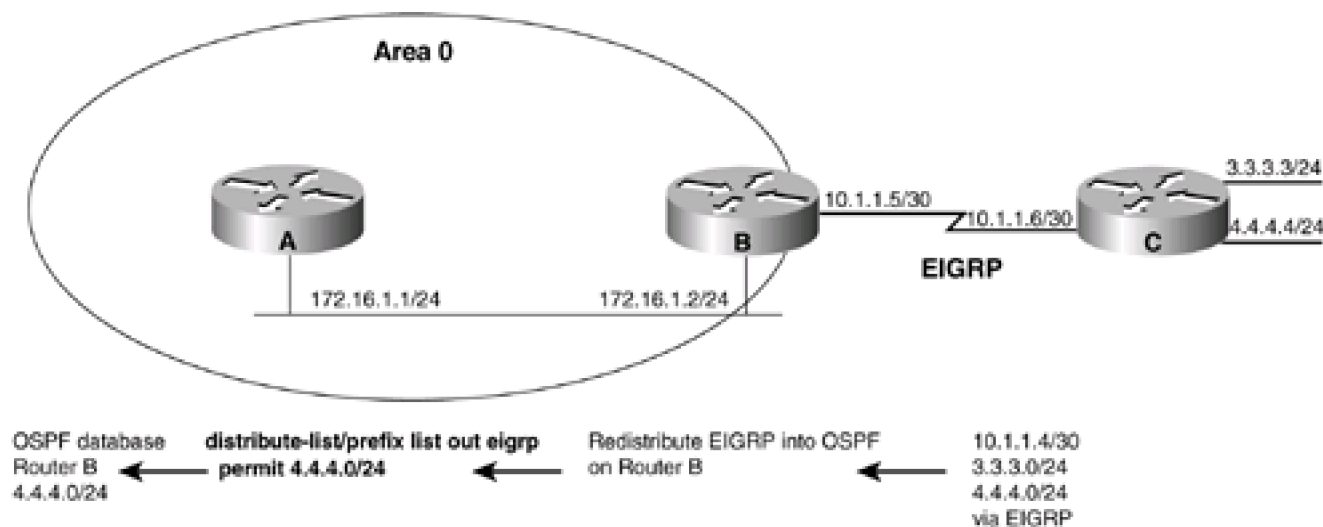 Area 0
A
B
C
10.1.1.5/30
10.1.1.6/30
3.3.3.3/24
4.4.4.4/24
EIGRP
172.16.1.1/24
172.16.1.2/24
OSPF database
Router B
4.4.4.0/24
distribute-list/prefix list out eigrp
permit 4.4.4.0/24
Redistribute EIGRP into OSPF
on Router B
10.1.1.4/30
3.3.3.0/24
4.4.4.0/24
via EIGRP